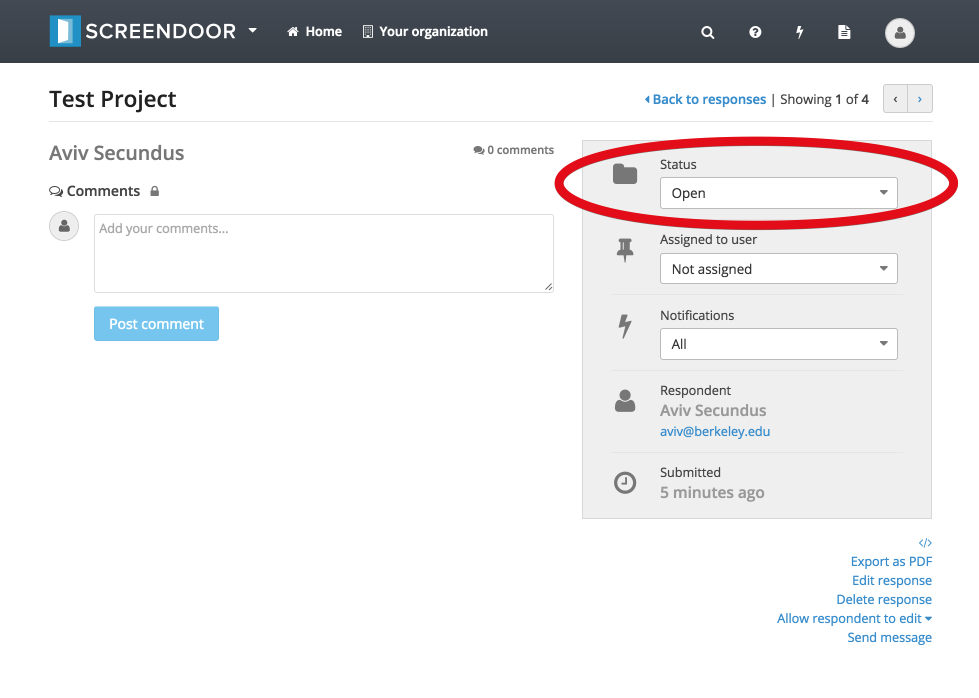 SCREENDOOR Home Your organization
Test Project
Back to responses | Showing 1 of 4 ‹ ›
Aviv Secundus
0 comments
Comments
Add your comments...
Post comment
Status
Open
Assigned to user
Not assigned
Notifications
All
Respondent
Aviv Secundus
aviv@berkeley.edu
Submitted
5 minutes ago
</>
Export as PDF
Edit response
Delete response
Allow respondent to edit
Send message